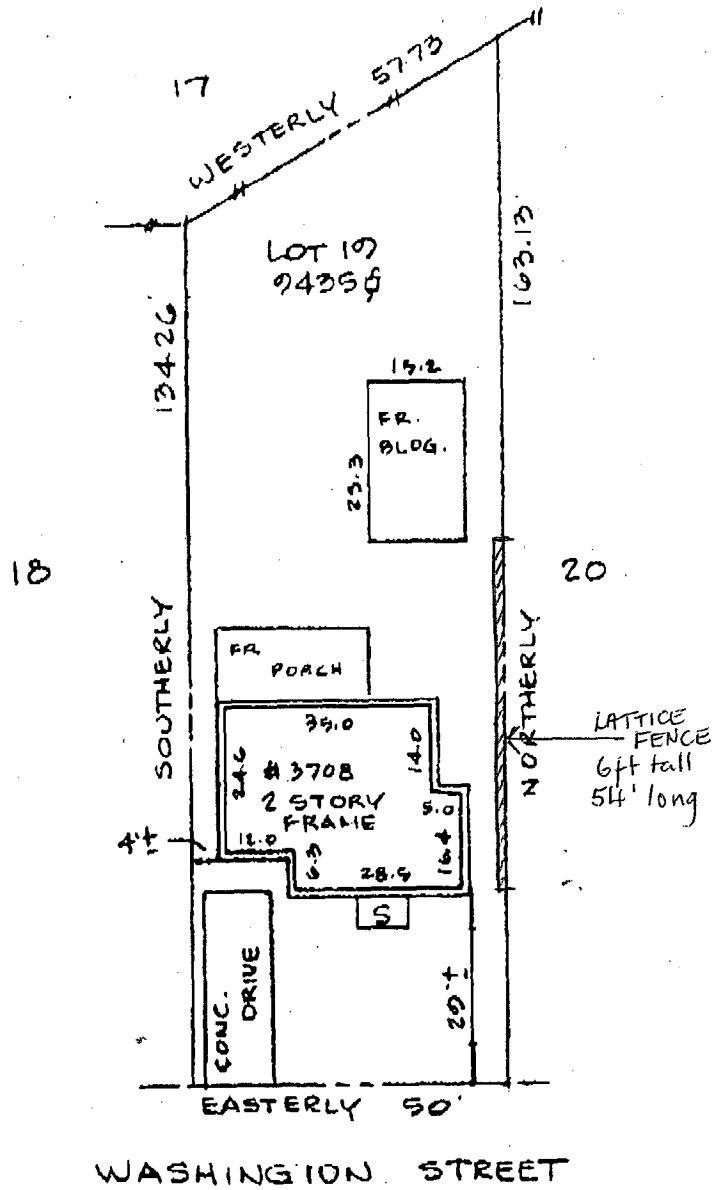 17
WESTERLY 57.73
LOT 19
9435
134.26'
163.13'
15.2
FR.
BLDG.
23.3
18
20
SOUTHERLY
NORTHERLY
FR.
PORCH
35.0
24.6
# 3708
2 STORY
FRAME
14.0
5.0
16.4
12.0
6.3
28.5
4'±
S
LATTICE
FENCE
6ft tall
54' long
CONC.
DRIVE
29'±
EASTERLY 50'
WASHINGTON STREET